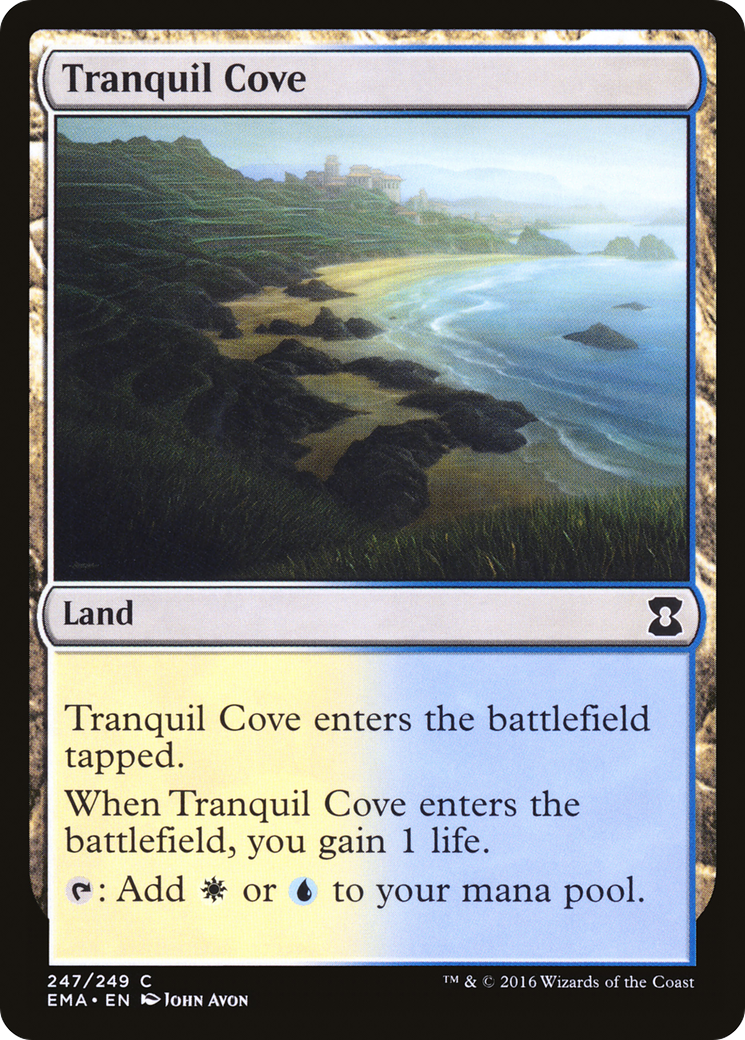 Tranquil Cove
Land
Tranquil Cove enters the battlefield
tapped.
When Tranquil Cove enters the
battlefield, you gain 1 life.
: Add or to your mana pool.
247/249 C
EMA • EN John Avon
™ & © 2016 Wizards of the Coast